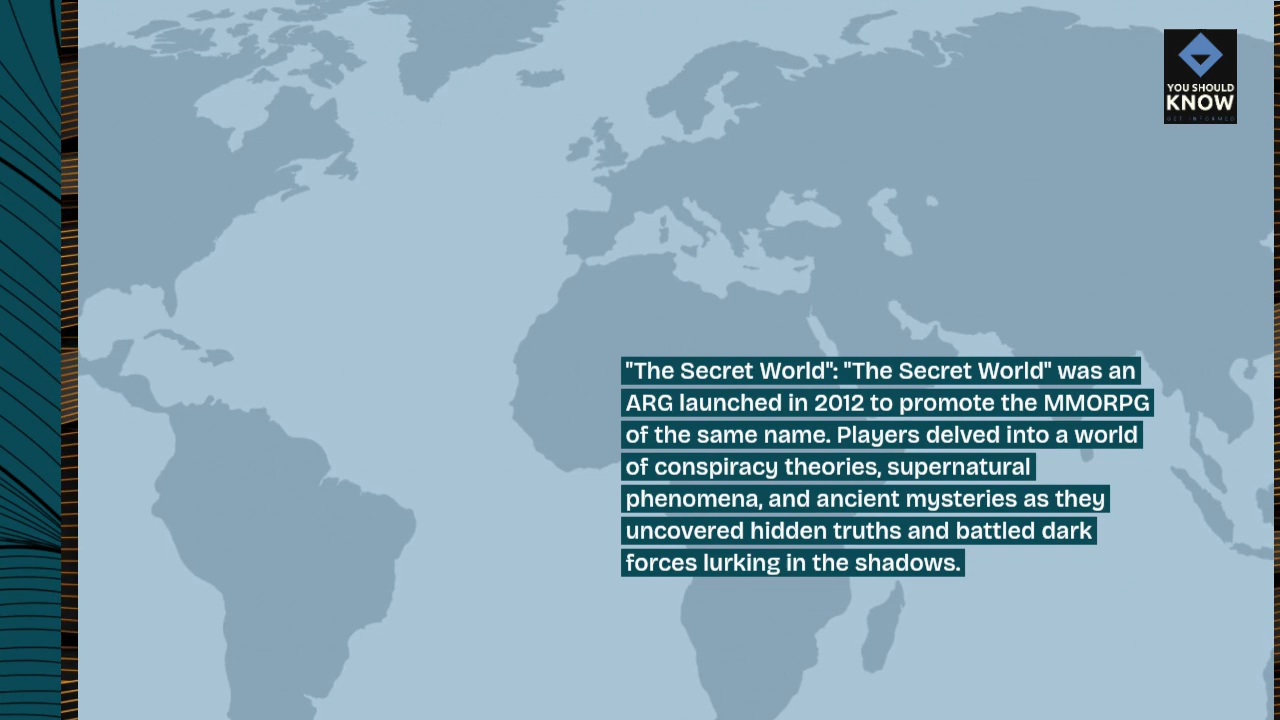 YOU SHOULD
KNOW
GET INFORMED
"The Secret World": "The Secret World" was an
ARG launched in 2012 to promote the MMORPG
of the same name. Players delved into a world
of conspiracy theories, supernatural
phenomena, and ancient mysteries as they
uncovered hidden truths and battled dark
forces lurking in the shadows.